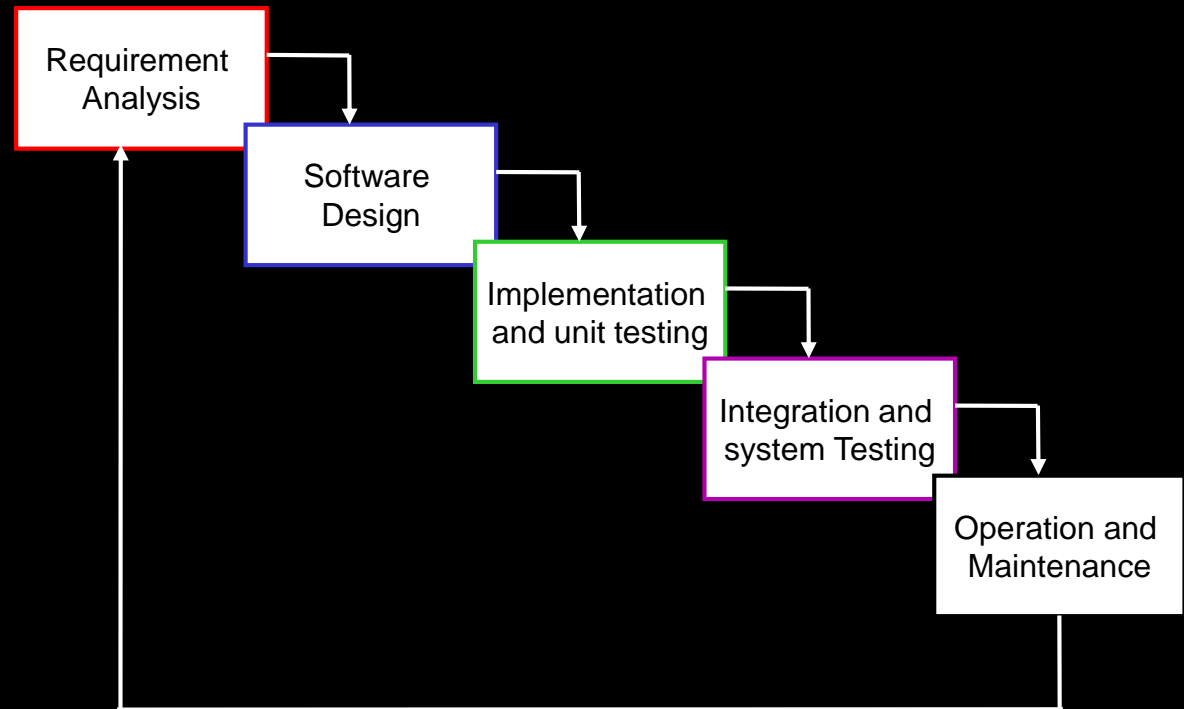 Requirement
Analysis
Software
Design
Implementation
and unit testing
Integration and
system Testing
Operation and
Maintenance